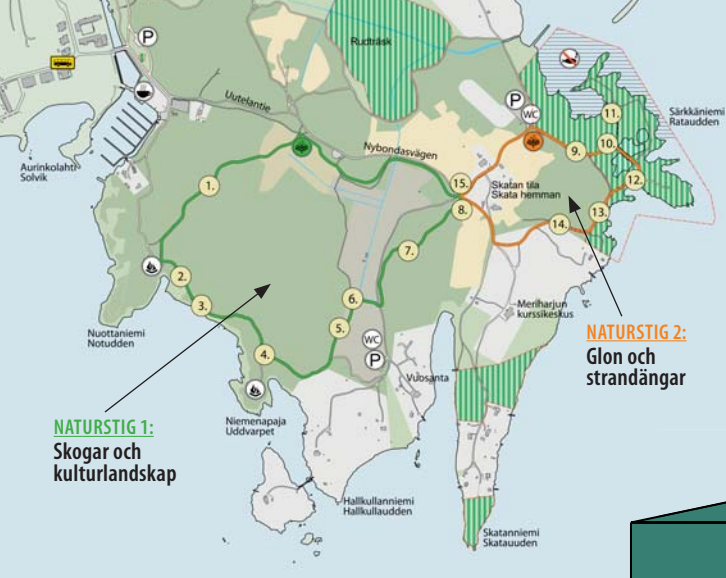 P
Rudträsk
P
WC
Särkkäniemi
Rataudden
Uutelantie
Nybondasvägen
11.
10.
9.
12.
Aurinkolahti
Solvik
1.
15.
Skatan tila
Skata hemman
8.
13.
14.
7.
2.
3.
6.
5.
4.
Meriharjun
kurssikeskus
WC
P
Nuottaniemi
Notudden
Vuosanta
NATURSTIG 2:
Glon och
strandängar
Niemenapaja
Uddvarpet
NATURSTIG 1:
Skogar och
kulturlandskap
Hallkullanniemi
Hallkullaudden
Skatanniemi
Skatauuden